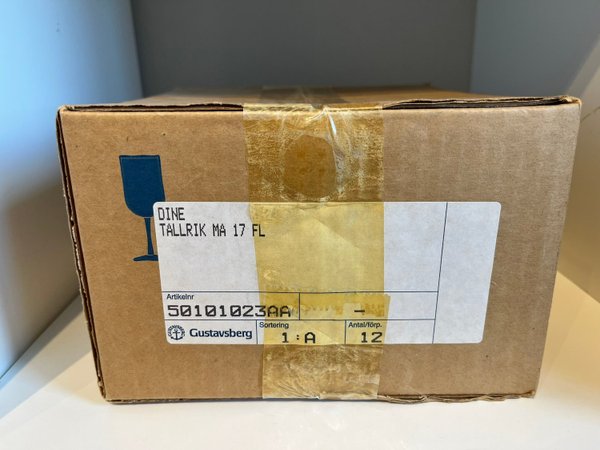 DINE
TALLRIK MA 17 FL
Artikelnr
50101023AA -
Gustavsberg
Sortering
1:A
Antal/förp.
12